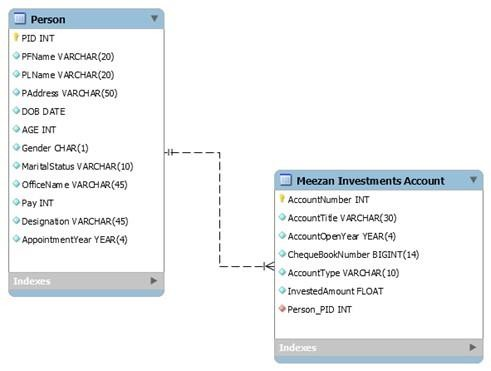 Person
PID INT
PFName VARCHAR(20)
PLName VARCHAR(20)
PAddress VARCHAR(50)
DOB DATE
AGE INT
Gender CHAR(1)
MaritalStatus VARCHAR(10)
OfficeName VARCHAR(45)
Pay INT
Designation VARCHAR(45)
AppointmentYear YEAR(4)
Indexes
Meezan Investments Account
AccountNumber INT
AccountTitle VARCHAR(30)
AccountOpenYear YEAR(4)
ChequeBookNumber BIGINT(14)
AccountType VARCHAR(10)
InvestedAmount FLOAT
Person_PID INT
Indexes